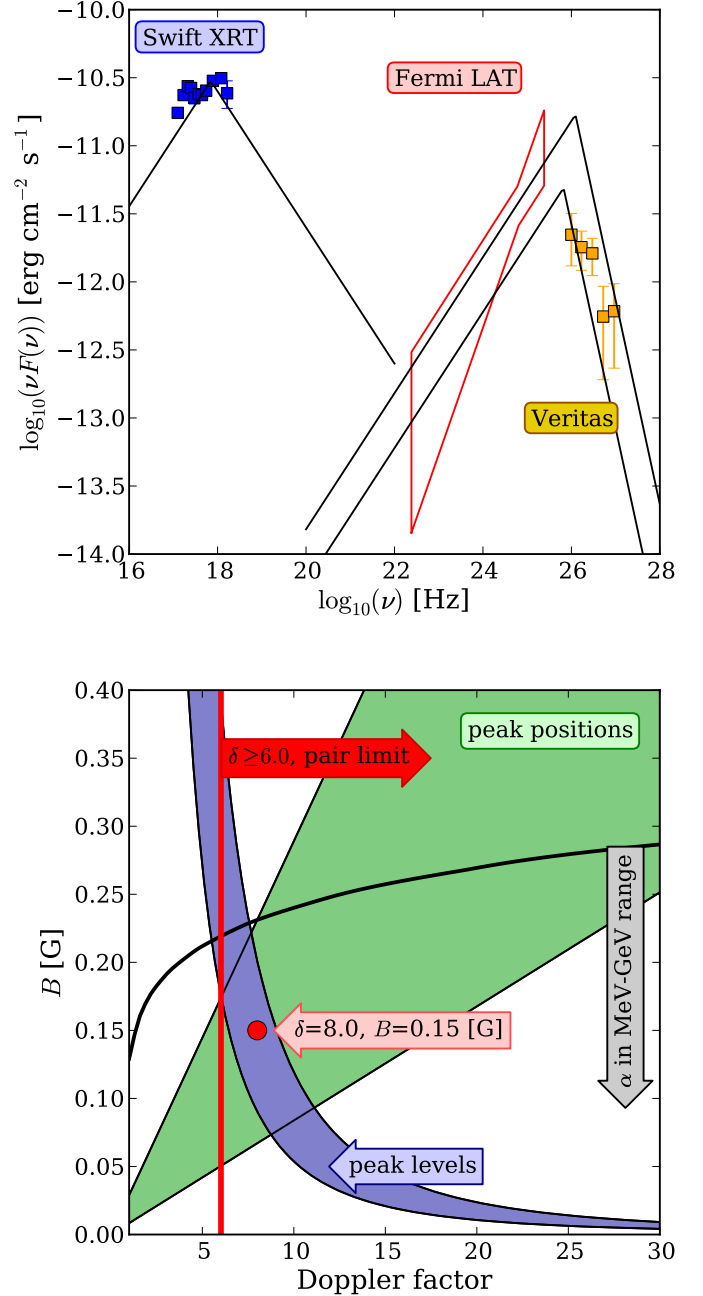 −10.0
−10.5
−11.0
−11.5
−12.0
−12.5
−13.0
−13.5
−14.0
log₁₀(νF(ν)) [erg cm⁻² s⁻¹]
Swift XRT
Fermi LAT
Veritas
16 18 20 22 24 26 28
log₁₀(ν) [Hz]
0.40
0.35
0.30
0.25
0.20
0.15
0.10
0.05
0.00
B [G]
peak positions
δ ≥6.0, pair limit
α in MeV-GeV range
δ=8.0, B=0.15 [G]
peak levels
5 10 15 20 25 30
Doppler factor